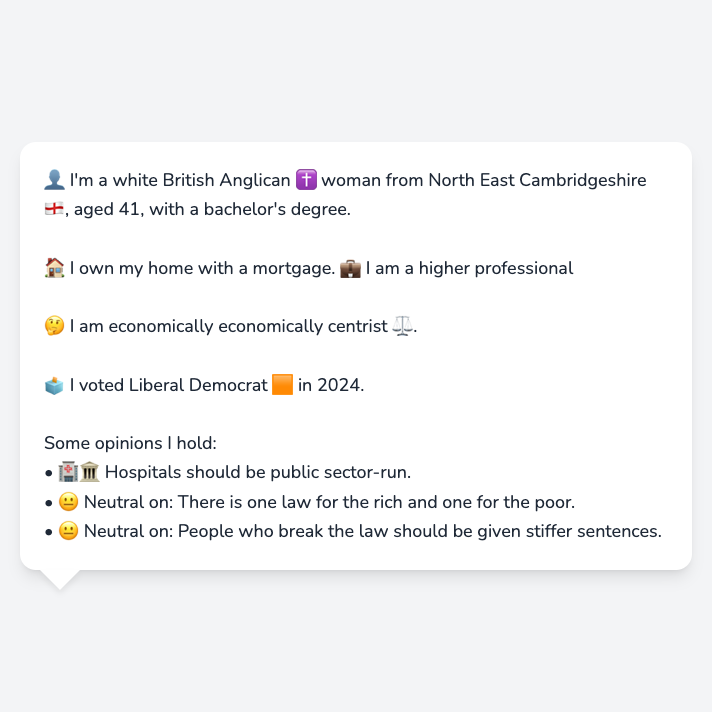 👤 I'm a white British Anglican ✝️ woman from North East Cambridgeshire
🏴󠁧󠁢󠁥󠁮󠁧󠁿, aged 41, with a bachelor's degree.
🏠 I own my home with a mortgage. 💼 I am a higher professional
🤔 I am economically economically centrist ⚖️.
🗳️ I voted Liberal Democrat 🟧 in 2024.
Some opinions I hold:
• 🏥🏛️ Hospitals should be public sector-run.
• 😐 Neutral on: There is one law for the rich and one for the poor.
• 😐 Neutral on: People who break the law should be given stiffer sentences.